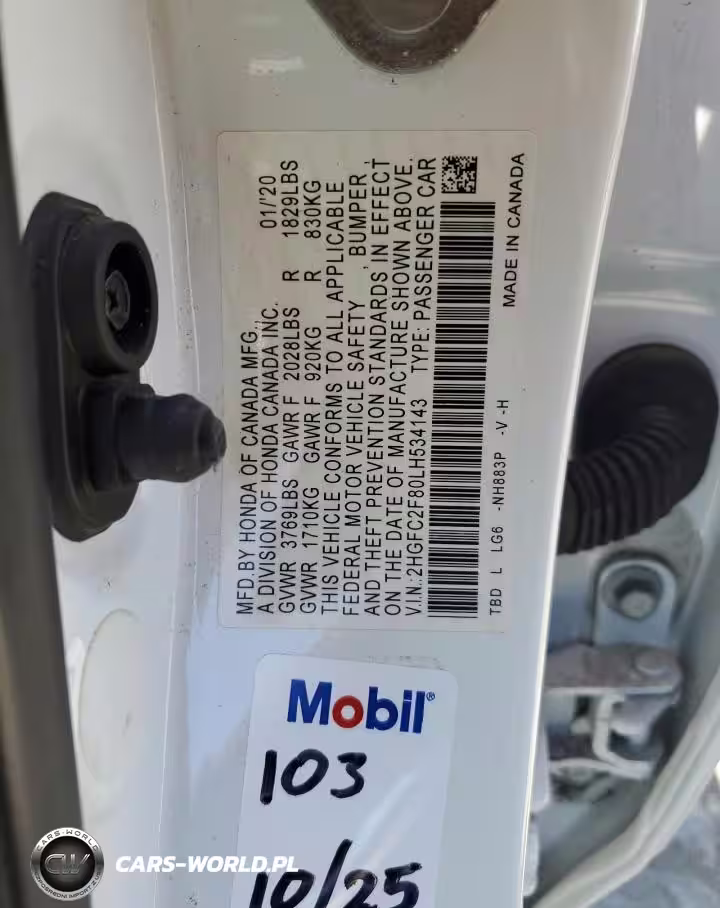 MFD.BY HONDA OF CANADA MFG., 01/'20
A DIVISION OF HONDA CANADA INC.
GVWR 3769LBS GAWR F 2028LBS R 1829LBS
GVWR 1710KG GAWR F 920KG R 830KG
THIS VEHICLE CONFORMS TO ALL APPLICABLE
FEDERAL MOTOR VEHICLE SAFETY , BUMPER ,
AND THEFT PREVENTION STANDARDS IN EFFECT
ON THE DATE OF MANUFACTURE SHOWN ABOVE.
V.I.N.:2HGFC2F80LH534143 TYPE: PASSENGER CAR
TBD L LG6 -NH883P -V -H MADE IN CANADA
Mobil®
103
10/25
CARS-WORLD
CW
CARS-WORLD.PL